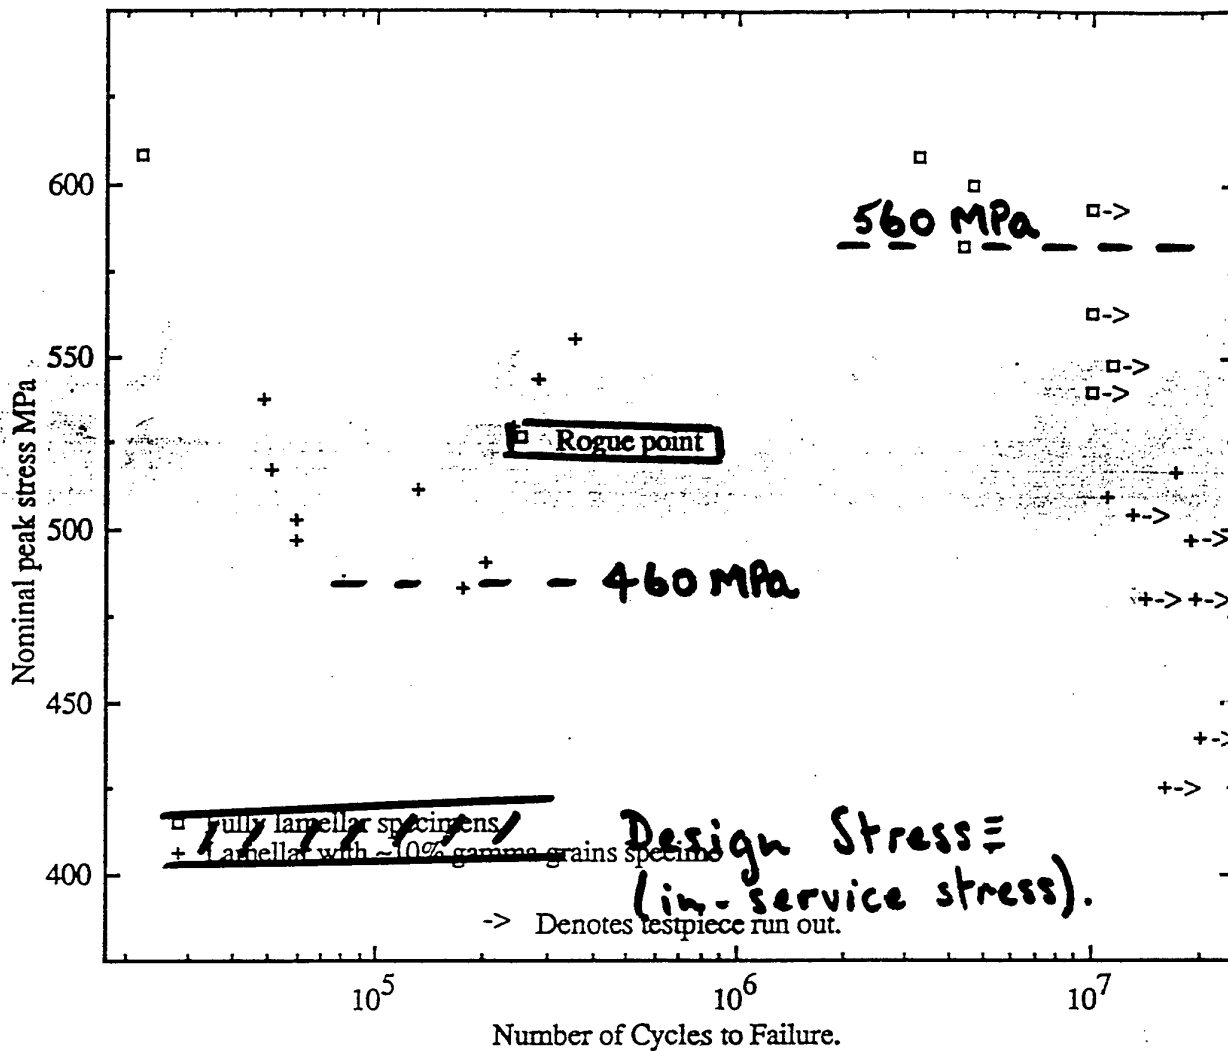 600
550
500
450
400
Nominal peak stress MPa
560 MPa
Rogue point
460 MPa
Fully lamellar specimens
+ Lamellar with ~10% gamma grains specime
Design Stress ≡
(in-service stress).
-> Denotes testpiece run out.
10^5
10^6
10^7
Number of Cycles to Failure.